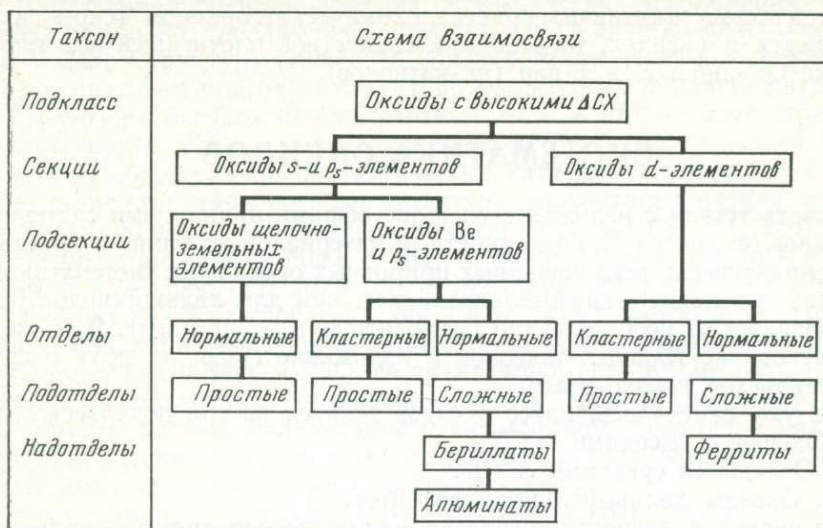 Таксон Схема взаимосвязи
Подкласс Оксиды с высокими ΔСХ
Секции Оксиды s- и ps-элементов Оксиды d-элементов
Подсекции
Оксиды щелочно-
земельных
элементов
Оксиды Be
и ps-элементов
Отделы Нормальные Кластерные Нормальные Кластерные Нормальные
Подотделы Простые Простые Сложные Простые Сложные
Надотделы Бериллаты Ферриты
Алюминаты